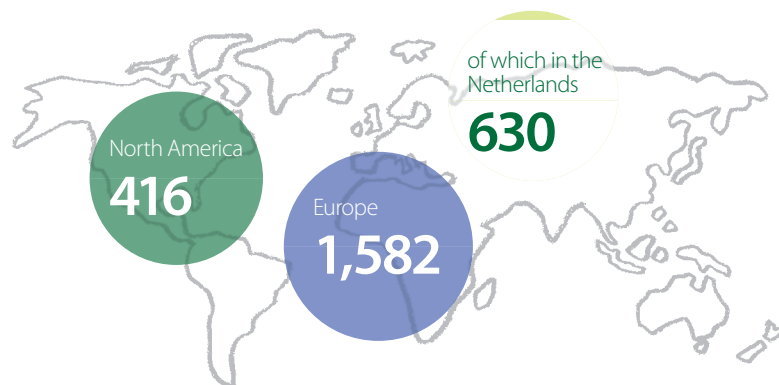 of which in the
Netherlands
630
North America
416
Europe
1,582